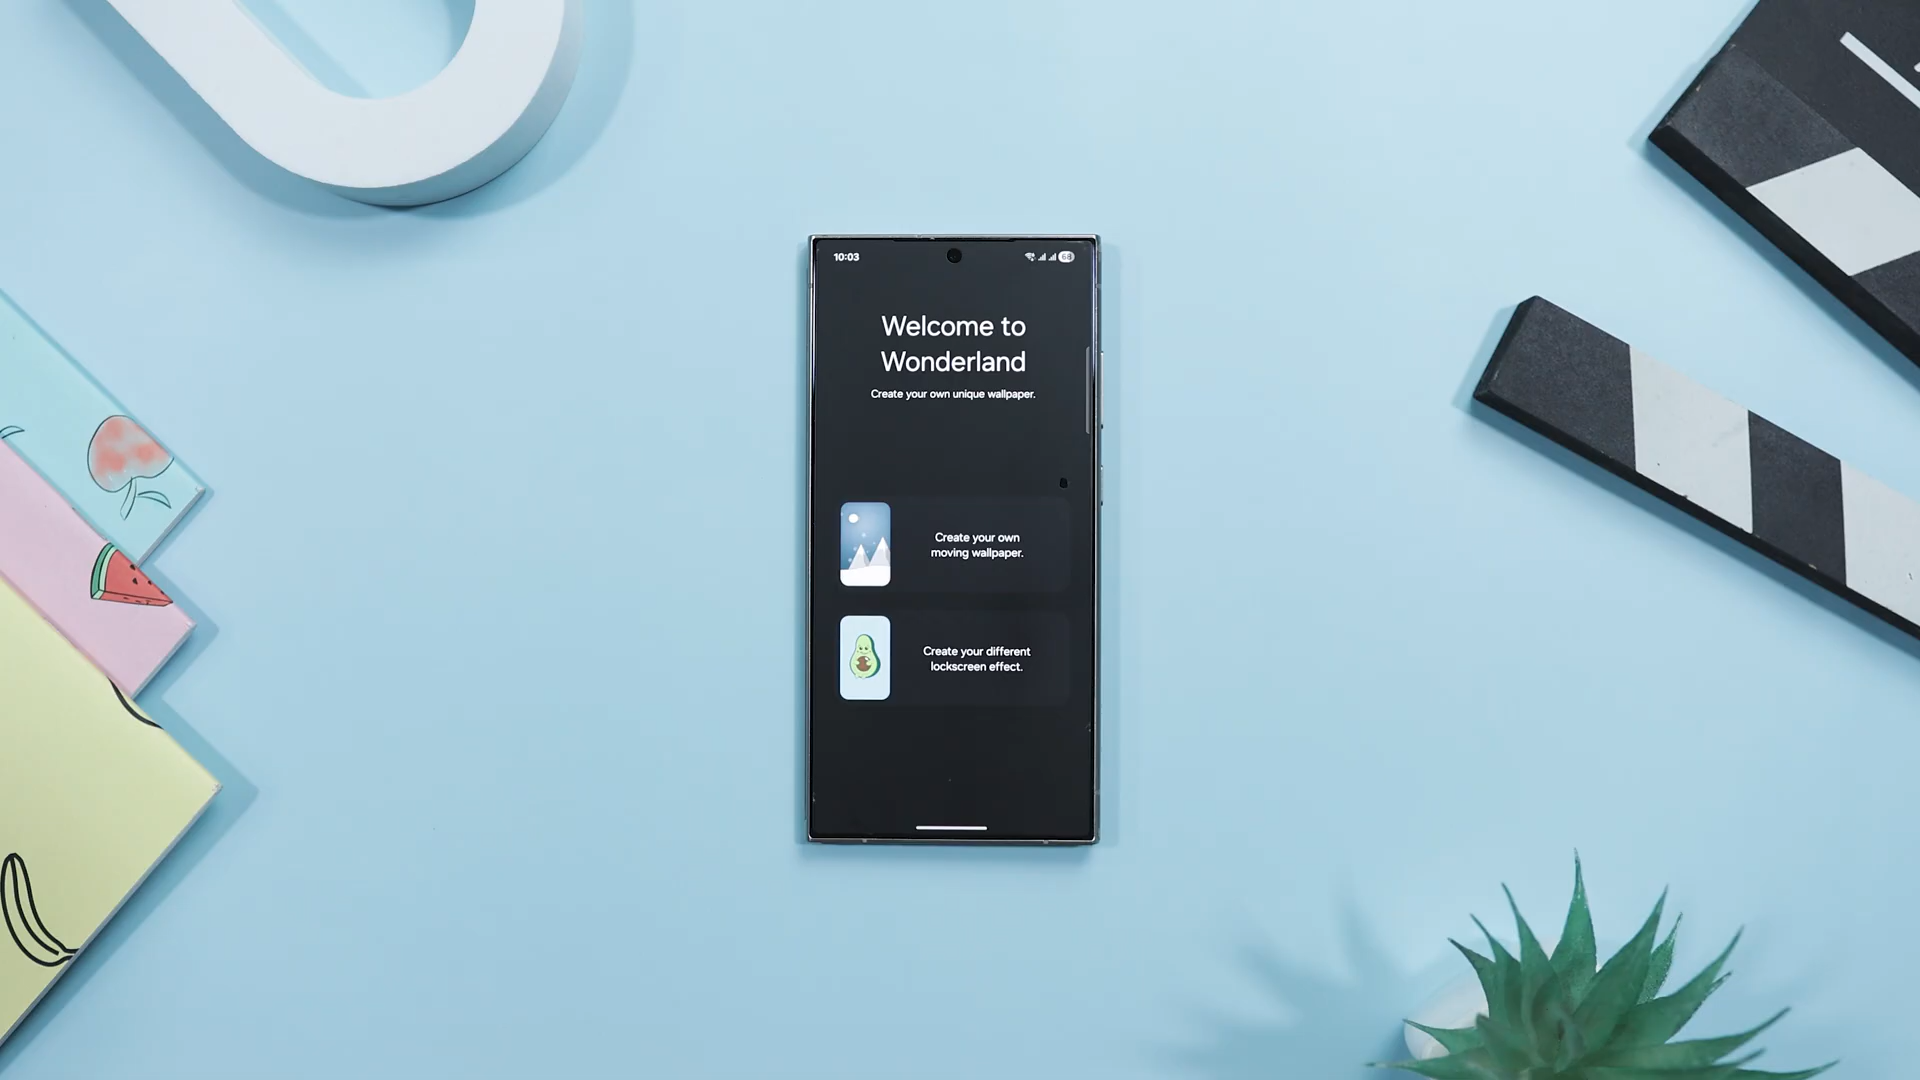 10:03
68
Welcome to
Wonderland
Create your own unique wallpaper.
Create your own
moving wallpaper.
Create your different
lockscreen effect.